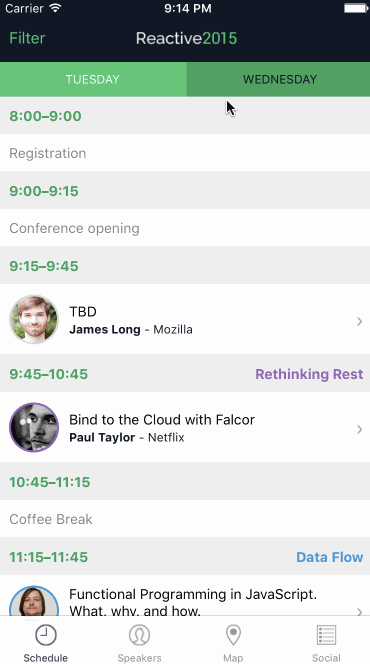 Carrier 9:14 PM
Filter Reactive2015
TUESDAY WEDNESDAY
8:00–9:00
Registration
9:00–9:15
Conference opening
9:15–9:45
TBD
James Long - Mozilla
9:45–10:45 Rethinking Rest
Bind to the Cloud with Falcor
Paul Taylor - Netflix
10:45–11:15
Coffee Break
11:15–11:45 Data Flow
Functional Programming in JavaScript.
What, why, and how.
Schedule Speakers Map Social